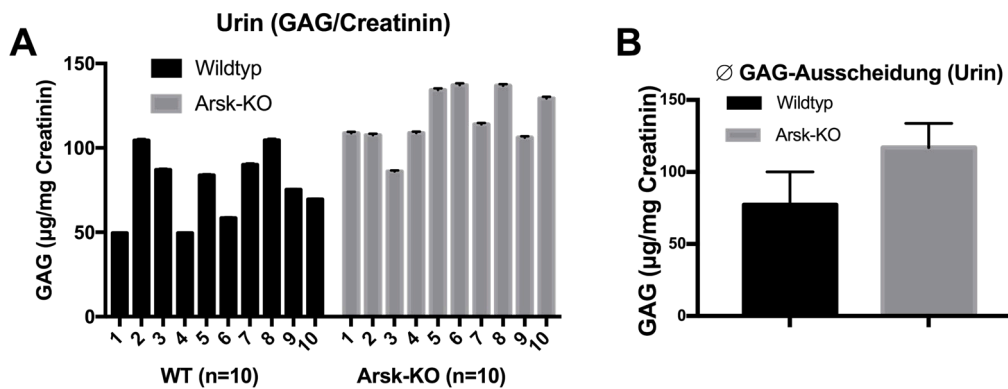 A
Urin (GAG/Creatinin)
Wildtyp
Arsk-KO
GAG (µg/mg Creatinin)
150
100
50
0
1 2 3 4 5 6 7 8 9 10
1 2 3 4 5 6 7 8 9 10
WT (n=10)
Arsk-KO (n=10)
B
∅ GAG-Ausscheidung (Urin)
Wildtyp
Arsk-KO
GAG (µg/mg Creatinin)
150
100
50
0